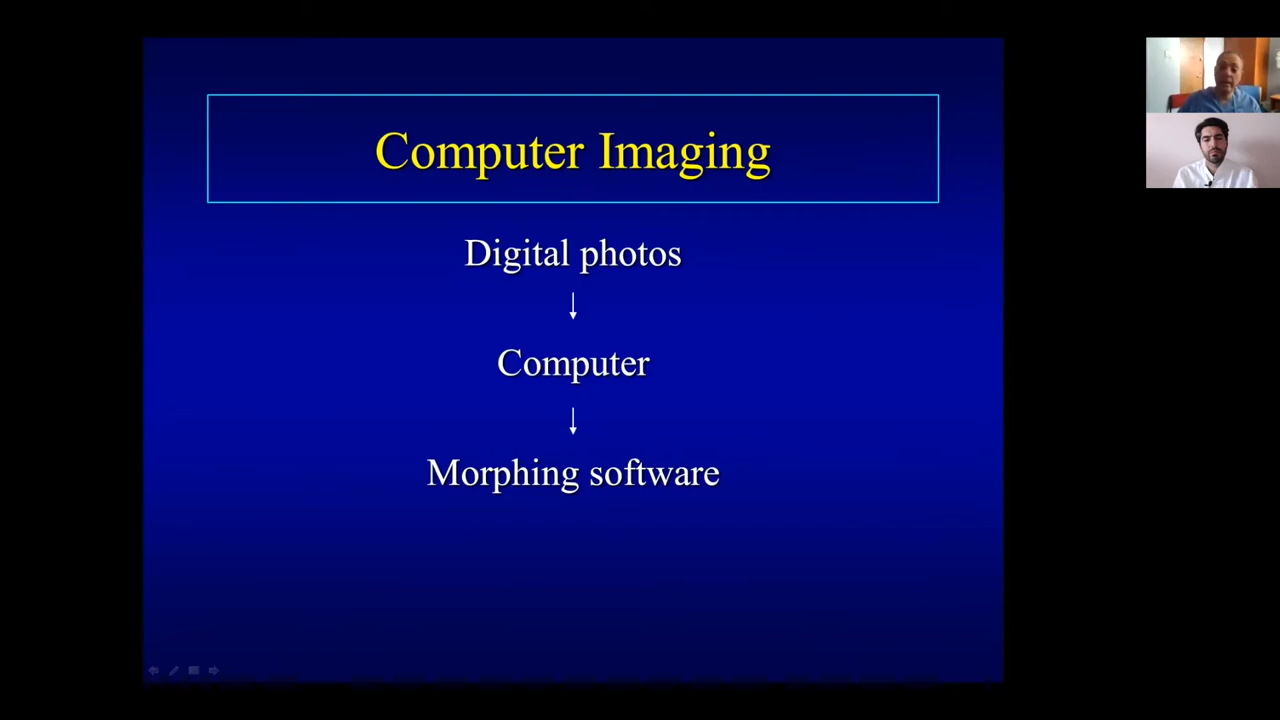 Computer Imaging
Digital photos
↓
Computer
↓
Morphing software